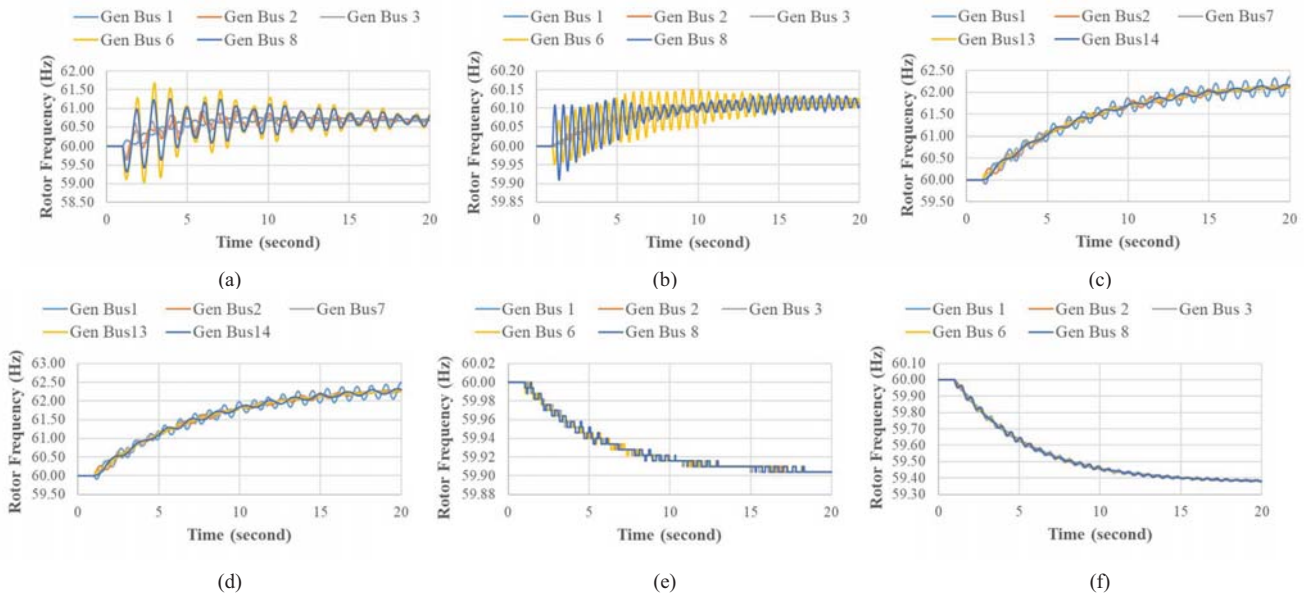 Gen Bus 1 Gen Bus 2 Gen Bus 3
Gen Bus 6 Gen Bus 8
Rotor Frequency (Hz)
62.00
61.50
61.00
60.50
60.00
59.50
59.00
58.50
0 5 10 15 20
Time (second)
(a)
Gen Bus 1 Gen Bus 2 Gen Bus 3
Gen Bus 6 Gen Bus 8
Rotor Frequency (Hz)
60.20
60.15
60.10
60.05
60.00
59.95
59.90
59.85
0 5 10 15 20
Time (second)
(b)
Gen Bus1 Gen Bus2 Gen Bus7
Gen Bus13 Gen Bus14
Rotor Frequency (Hz)
62.50
62.00
61.50
61.00
60.50
60.00
59.50
0 5 10 15 20
Time (second)
(c)
Gen Bus1 Gen Bus2 Gen Bus7
Gen Bus13 Gen Bus14
Rotor Frequency (Hz)
63.00
62.50
62.00
61.50
61.00
60.50
60.00
59.50
0 5 10 15 20
Time (second)
(d)
Gen Bus 1 Gen Bus 2 Gen Bus 3
Gen Bus 6 Gen Bus 8
Rotor Frequency (Hz)
60.02
60.00
59.98
59.96
59.94
59.92
59.90
59.88
0 5 10 15 20
Time (second)
(e)
Gen Bus 1 Gen Bus 2 Gen Bus 3
Gen Bus 6 Gen Bus 8
Rotor Frequency (Hz)
60.10
60.00
59.90
59.80
59.70
59.60
59.50
59.40
59.30
0 5 10 15 20
Time (second)
(f)